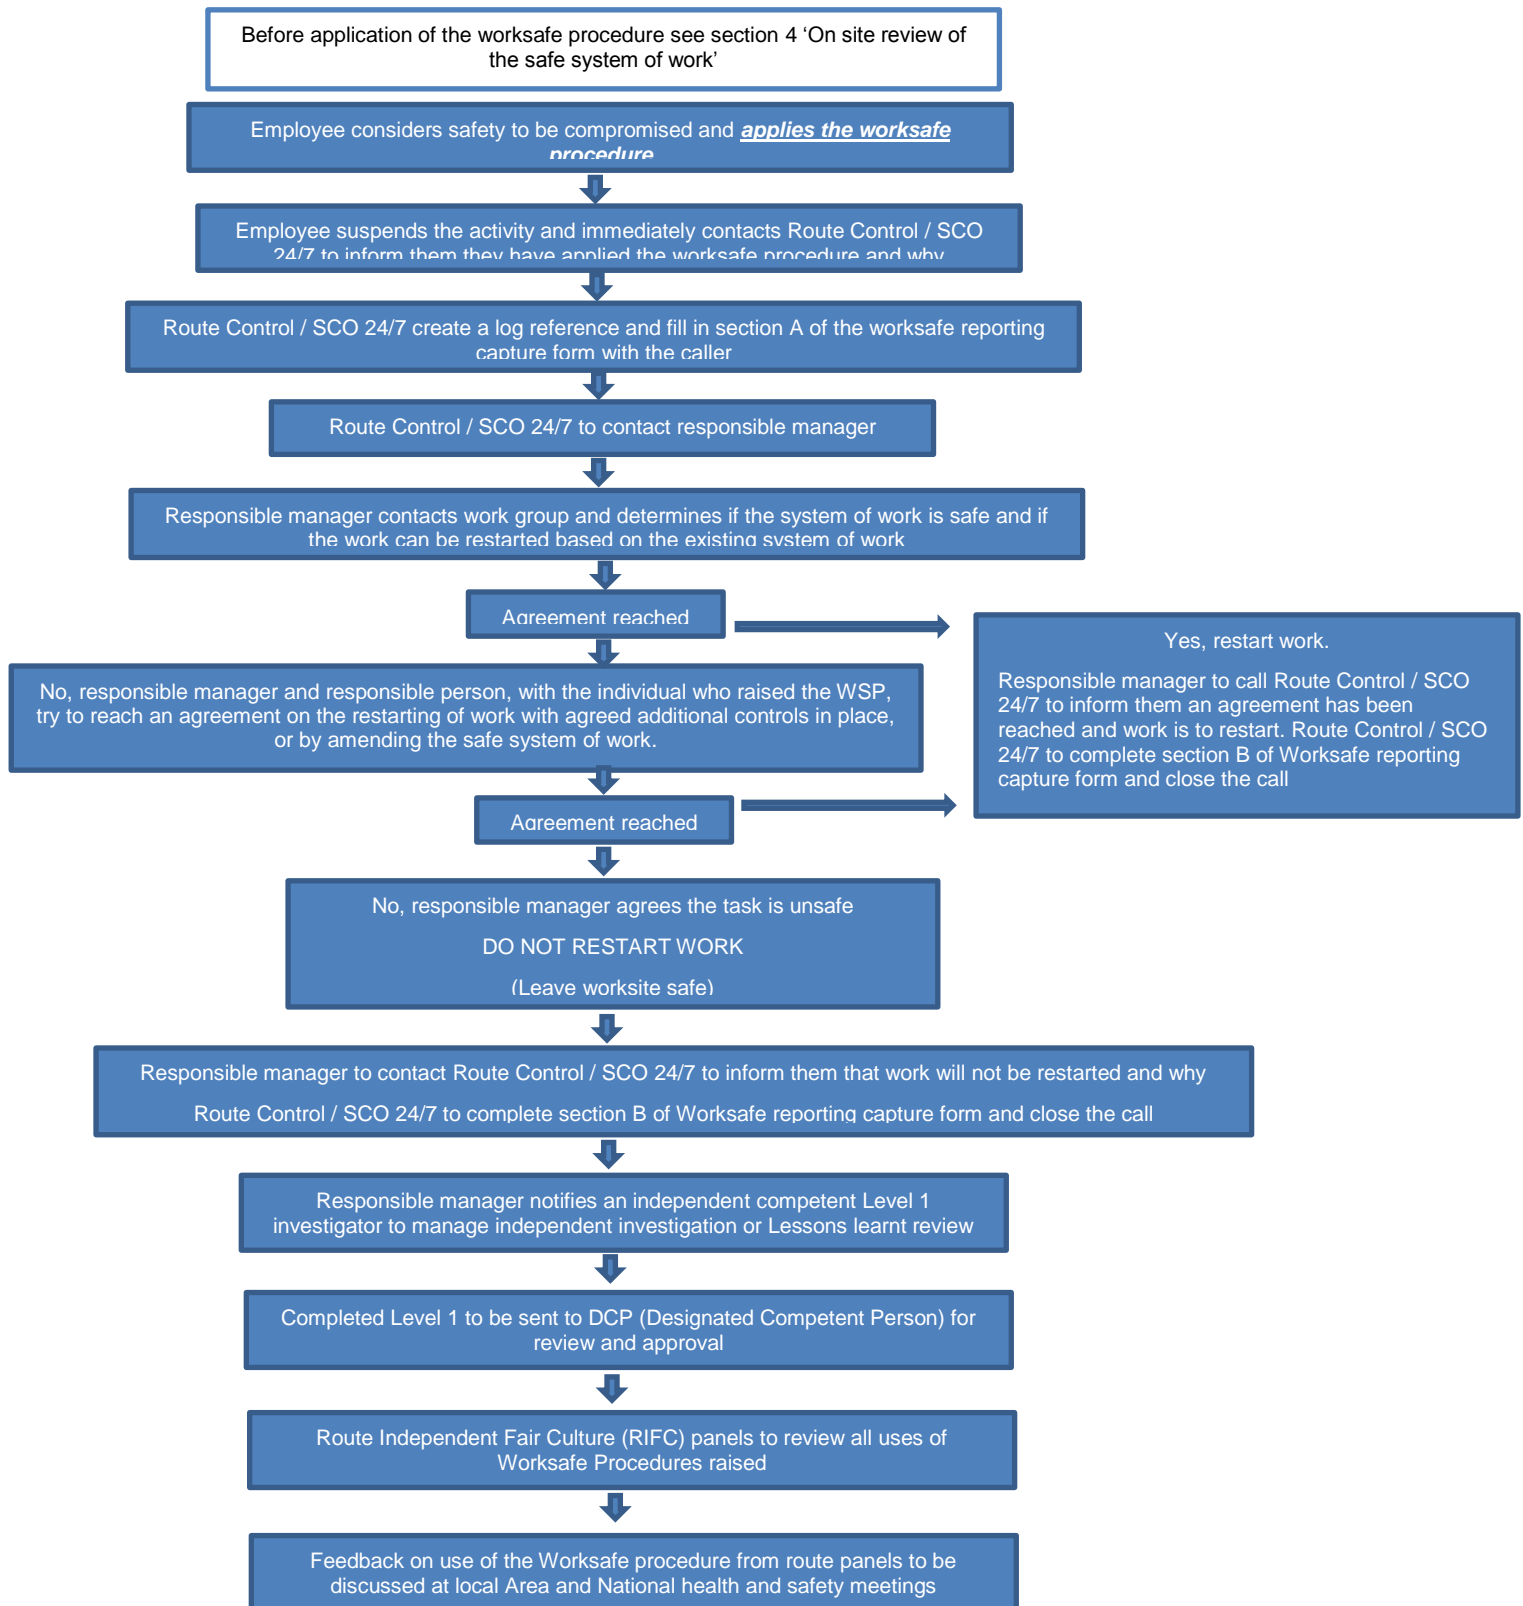 Before application of the worksafe procedure see section 4 ‘On site review of
the safe system of work’
Employee considers safety to be compromised and applies the worksafe
procedure
Employee suspends the activity and immediately contacts Route Control / SCO
24/7 to inform them they have applied the worksafe procedure and why
Route Control / SCO 24/7 create a log reference and fill in section A of the worksafe reporting
capture form with the caller
Route Control / SCO 24/7 to contact responsible manager
Responsible manager contacts work group and determines if the system of work is safe and if
the work can be restarted based on the existing system of work
Agreement reached
Yes, restart work.
Responsible manager to call Route Control / SCO
24/7 to inform them an agreement has been
reached and work is to restart. Route Control / SCO
24/7 to complete section B of Worksafe reporting
capture form and close the call
No, responsible manager and responsible person, with the individual who raised the WSP,
try to reach an agreement on the restarting of work with agreed additional controls in place,
or by amending the safe system of work.
Agreement reached
No, responsible manager agrees the task is unsafe
DO NOT RESTART WORK
(Leave worksite safe)
Responsible manager to contact Route Control / SCO 24/7 to inform them that work will not be restarted and why
Route Control / SCO 24/7 to complete section B of Worksafe reporting capture form and close the call
Responsible manager notifies an independent competent Level 1
investigator to manage independent investigation or Lessons learnt review
Completed Level 1 to be sent to DCP (Designated Competent Person) for
review and approval
Route Independent Fair Culture (RIFC) panels to review all uses of
Worksafe Procedures raised
Feedback on use of the Worksafe procedure from route panels to be
discussed at local Area and National health and safety meetings